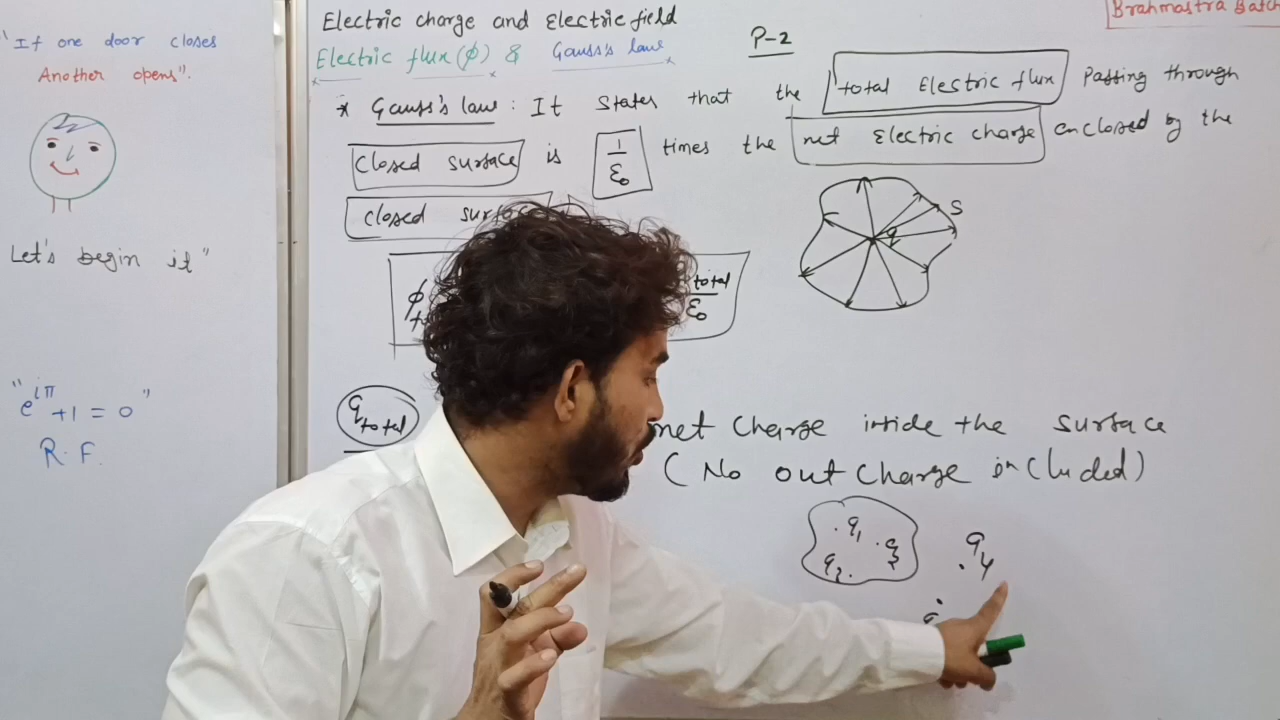 "If one door closes
Another opens".
Let's begin it"
"e^iπ + 1 = 0"
R. F.
Electric charge and Electric field
Brahmastra Batch
Electric flux (ϕ) & Gauss's law
P-2
* Gauss's law : It states that the total Electric flux Passing through
closed surface is 1/ε₀ times the net Electric charge enclosed by the
closed surface
S
q
ϕ total
ε₀
q total net Charge inside the surface
(No out charge included)
q₁
q₂ q₃
q₄